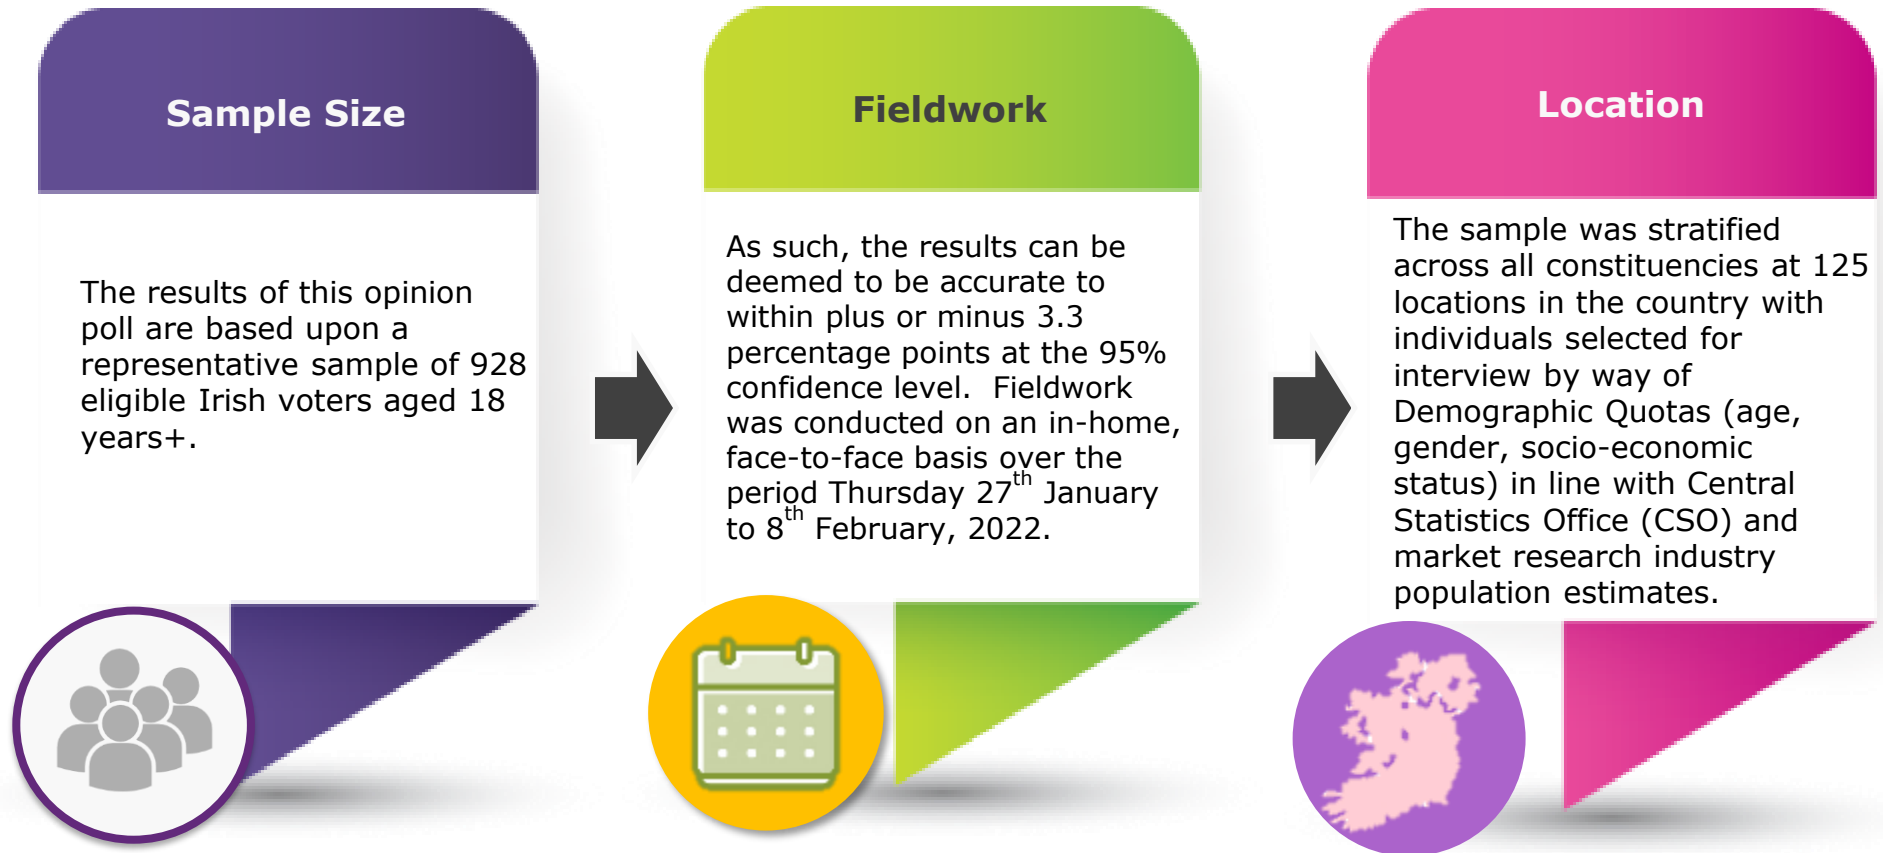 Sample Size
The results of this opinion
poll are based upon a
representative sample of 928
eligible Irish voters aged 18
years+.
Fieldwork
As such, the results can be
deemed to be accurate to
within plus or minus 3.3
percentage points at the 95%
confidence level.  Fieldwork
was conducted on an in-home,
face-to-face basis over the
period Thursday 27th January
to 8th February, 2022.
Location
The sample was stratified
across all constituencies at 125
locations in the country with
individuals selected for
interview by way of
Demographic Quotas (age,
gender, socio-economic
status) in line with Central
Statistics Office (CSO) and
market research industry
population estimates.